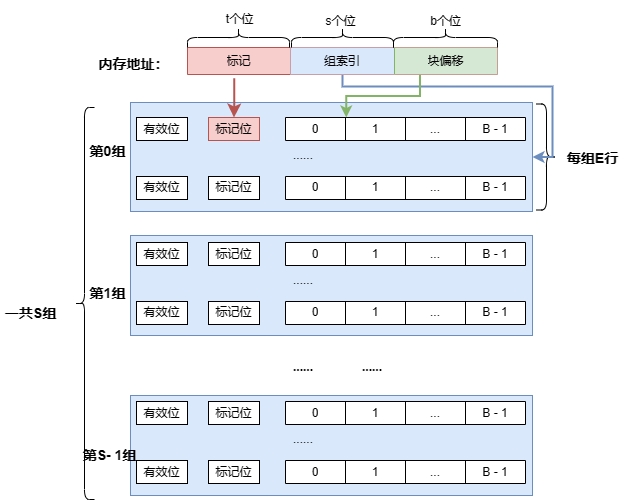 t个位 s个位 b个位
内存地址： 标记 组索引 块偏移
有效位 标记位 0 1 ... B - 1
第0组 ...... 每组E行
有效位 标记位 0 1 ... B - 1
有效位 标记位 0 1 ... B - 1
第1组 ......
一共S组 有效位 标记位 0 1 ... B - 1
...... ......
有效位 标记位 0 1 ... B - 1
......
第S- 1组
有效位 标记位 0 1 ... B - 1